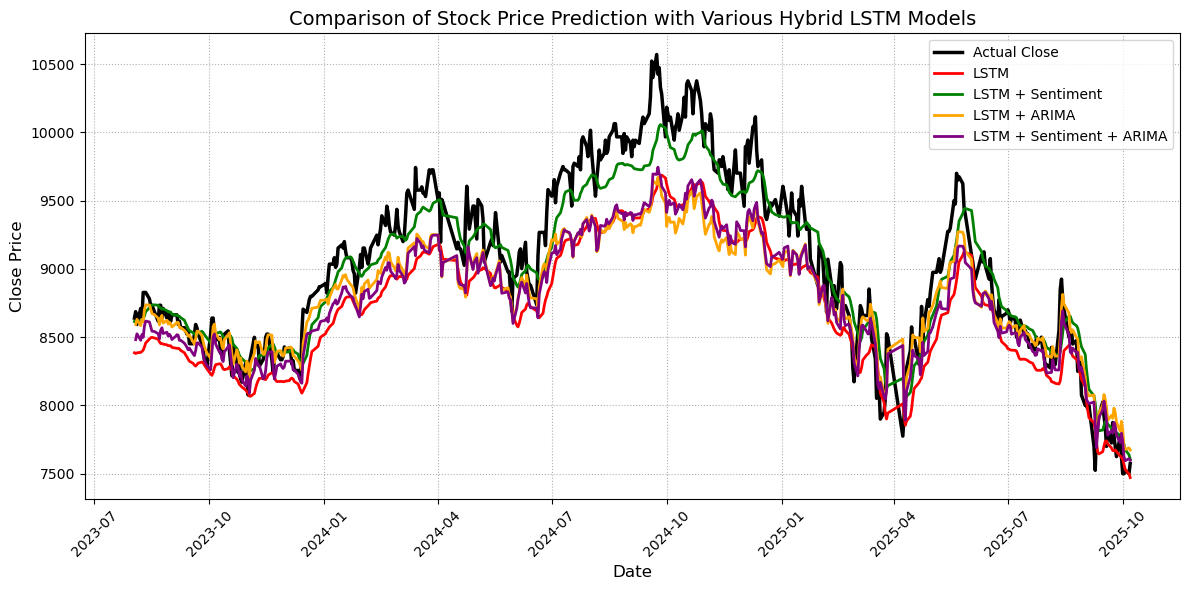 Comparison of Stock Price Prediction with Various Hybrid LSTM Models
Close Price
10500
10000
9500
9000
8500
8000
7500
Actual Close
LSTM
LSTM + Sentiment
LSTM + ARIMA
LSTM + Sentiment + ARIMA
2023-07
2023-10
2024-01
2024-04
2024-07
2024-10
2025-01
2025-04
2025-07
2025-10
Date